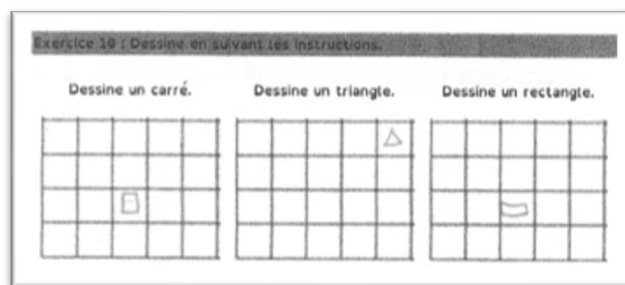 Exercice 10 : Dessine en suivant les instructions.
Dessine un carré.
Dessine un triangle.
Dessine un rectangle.